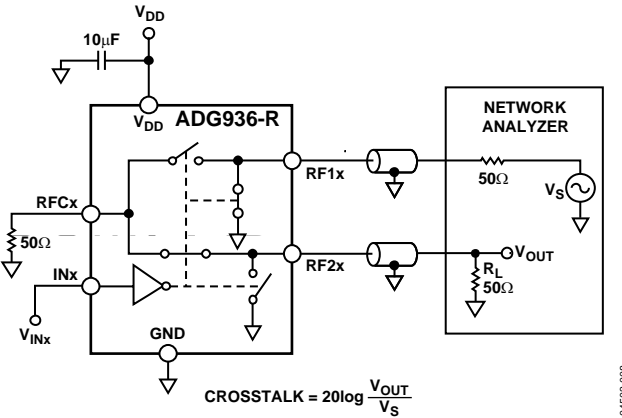 VDD
10μF
VDD
ADG936-R
NETWORK
ANALYZER
RF1x
50Ω
VS
RFCx
50Ω
RF2x
VOUT
RL
50Ω
INx
VINx
GND
CROSSTALK = 20log VOUT
VS